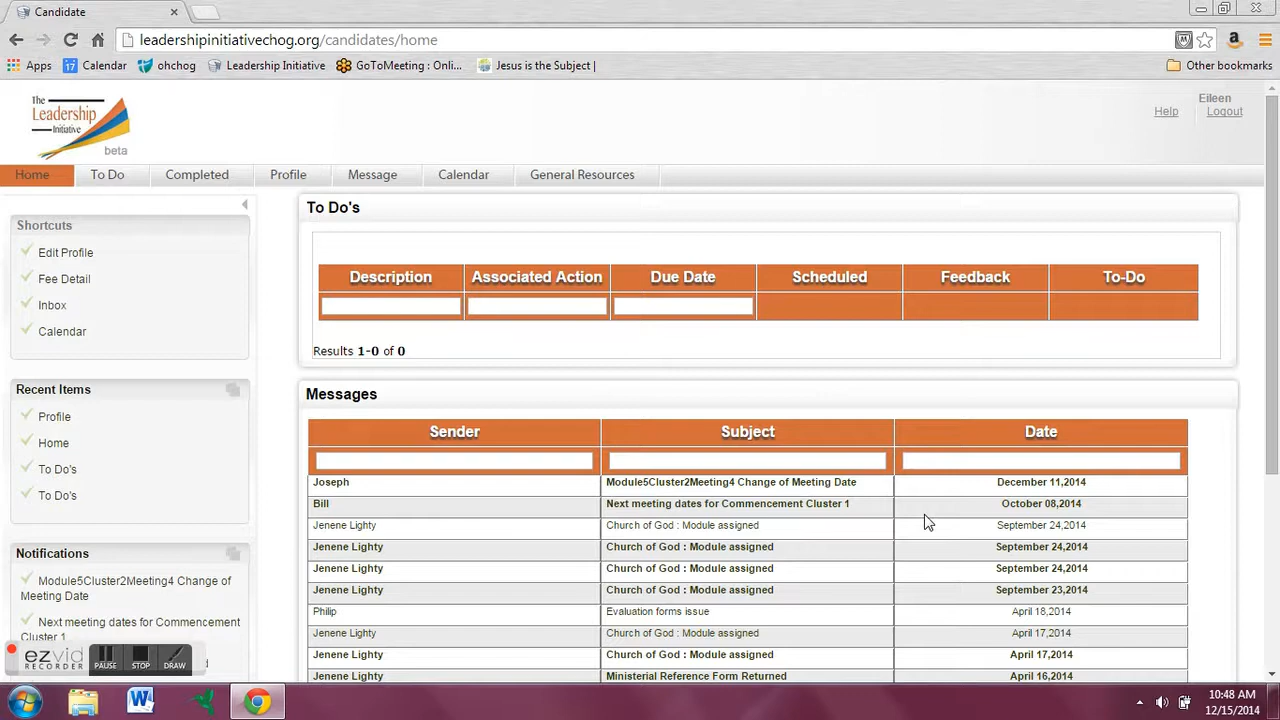 Candidate
leadershipinitiativechog.org/candidates/home
Apps 17 Calendar ohchog Leadership Initiative GoToMeeting : Onli... Jesus is the Subject | Other bookmarks
The Leadership Initiative
beta
Eileen
Help Logout
Home To Do Completed Profile Message Calendar General Resources
Shortcuts
Edit Profile
Fee Detail
Inbox
Calendar
Recent Items
Profile
Home
To Do's
To Do's
Notifications
Module5Cluster2Meeting4 Change of
Meeting Date
Next meeting dates for Commencement
Cluster 1
To Do's
Description Associated Action Due Date Scheduled Feedback To-Do
Results 1-0 of 0
Messages
Sender Subject Date
Joseph Module5Cluster2Meeting4 Change of Meeting Date December 11,2014
Bill Next meeting dates for Commencement Cluster 1 October 08,2014
Jenene Lighty Church of God : Module assigned September 24,2014
Jenene Lighty Church of God : Module assigned September 24,2014
Jenene Lighty Church of God : Module assigned September 24,2014
Jenene Lighty Church of God : Module assigned September 23,2014
Philip Evaluation forms issue April 18,2014
Jenene Lighty Church of God : Module assigned April 17,2014
Jenene Lighty Church of God : Module assigned April 17,2014
Jenene Lighty Ministerial Reference Form Returned April 16,2014
ezvid
RECORDER
PAUSE STOP DRAW
10:48 AM
12/15/2014